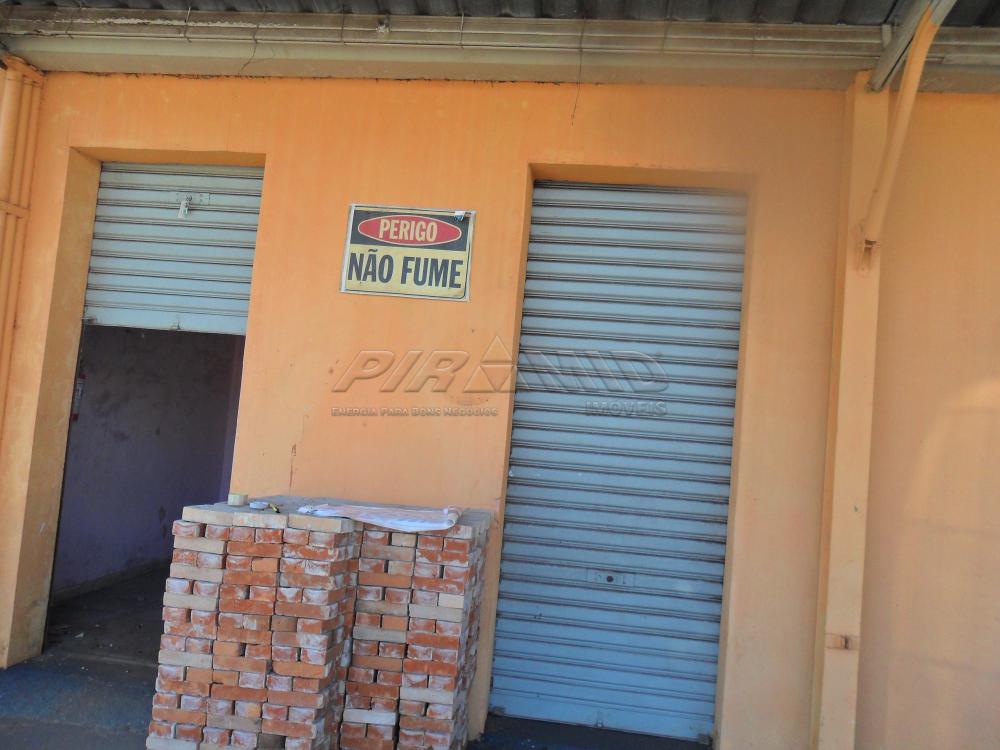 PERIGO
NÃO FUME
PIRAMID
IMÓVEIS
ENERGIA PARA BONS NEGÓCIOS